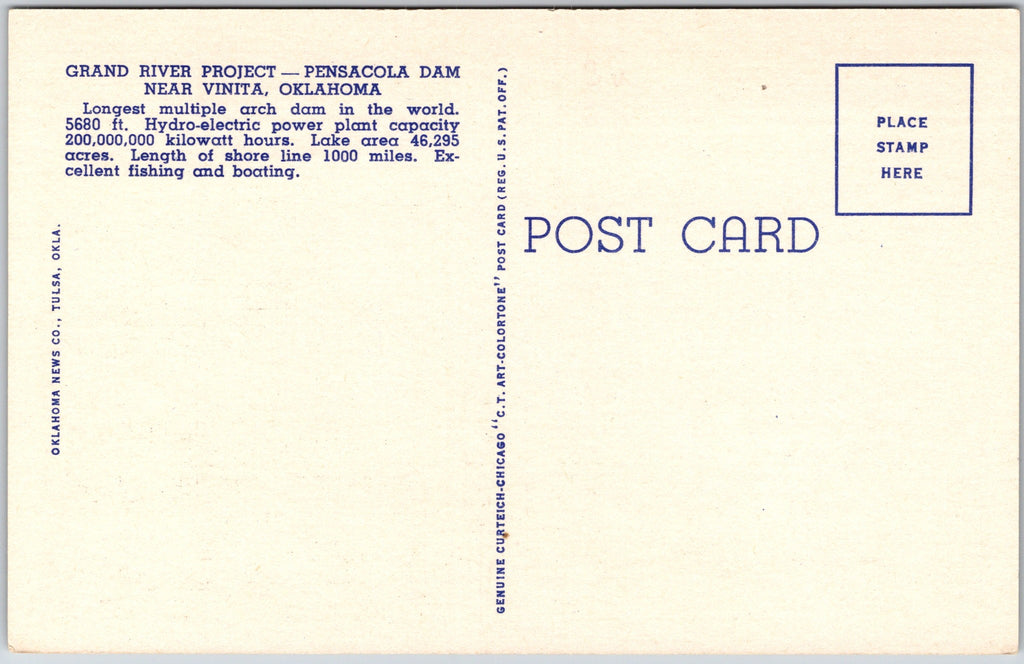 GRAND RIVER PROJECT — PENSACOLA DAM
NEAR VINITA, OKLAHOMA
Longest multiple arch dam in the world.
5680 ft. Hydro-electric power plant capacity
200,000,000 kilowatt hours. Lake area 46,295
acres. Length of shore line 1000 miles. Ex-
cellent fishing and boating.
OKLAHOMA NEWS CO., TULSA, OKLA.
GENUINE CURTEICH-CHICAGO "C.T. ART-COLORTONE" POST CARD (REG. U.S. PAT. OFF.)
POST CARD
PLACE
STAMP
HERE